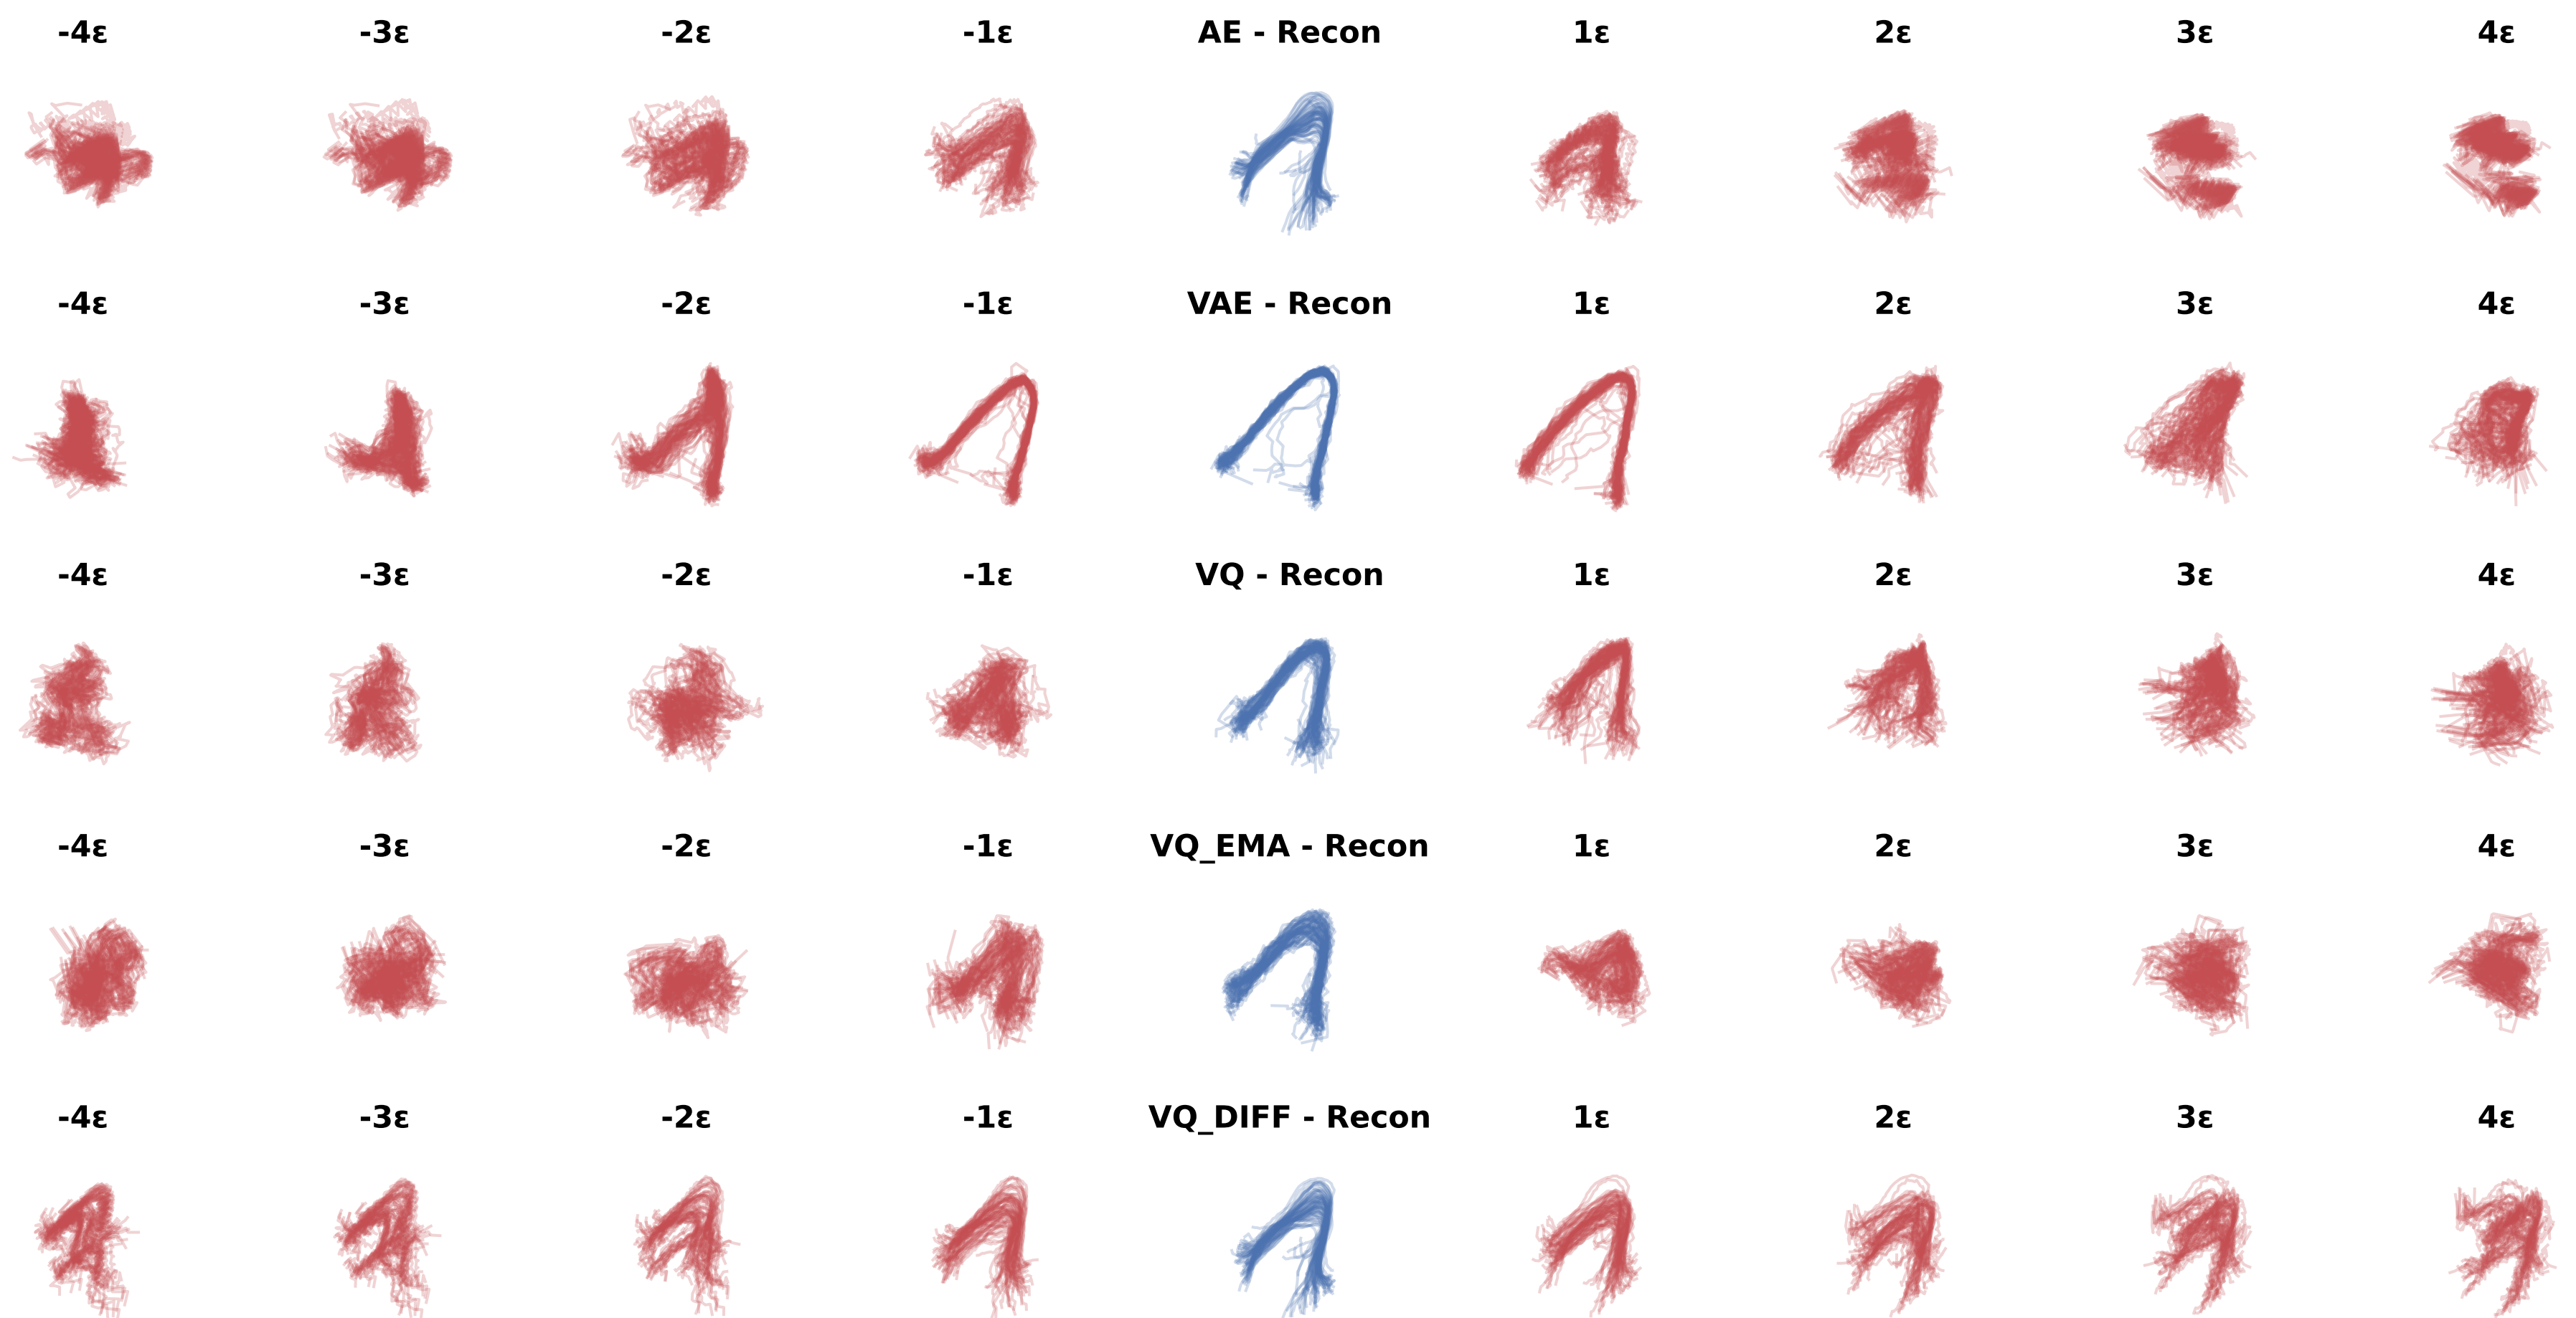 -4ε -3ε -2ε -1ε AE - Recon 1ε 2ε 3ε 4ε
-4ε -3ε -2ε -1ε VAE - Recon 1ε 2ε 3ε 4ε
-4ε -3ε -2ε -1ε VQ - Recon 1ε 2ε 3ε 4ε
-4ε -3ε -2ε -1ε VQ_EMA - Recon 1ε 2ε 3ε 4ε
-4ε -3ε -2ε -1ε VQ_DIFF - Recon 1ε 2ε 3ε 4ε